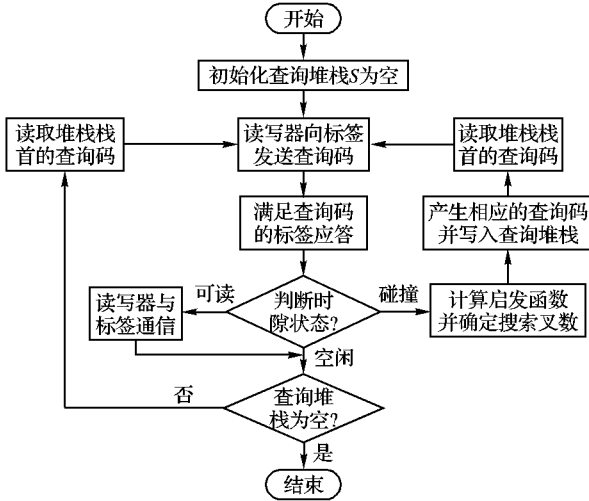 开始
初始化查询堆栈S为空
读取堆栈栈
首的查询码
读写器向标签
发送查询码
读取堆栈栈
首的查询码
满足查询码
的标签应答
产生相应的查询码
并写入查询堆栈
读写器与
标签通信
可读
判断时
隙状态?
碰撞
计算启发函数
并确定搜索叉数
空闲
否
查询堆
栈为空?
是
结束